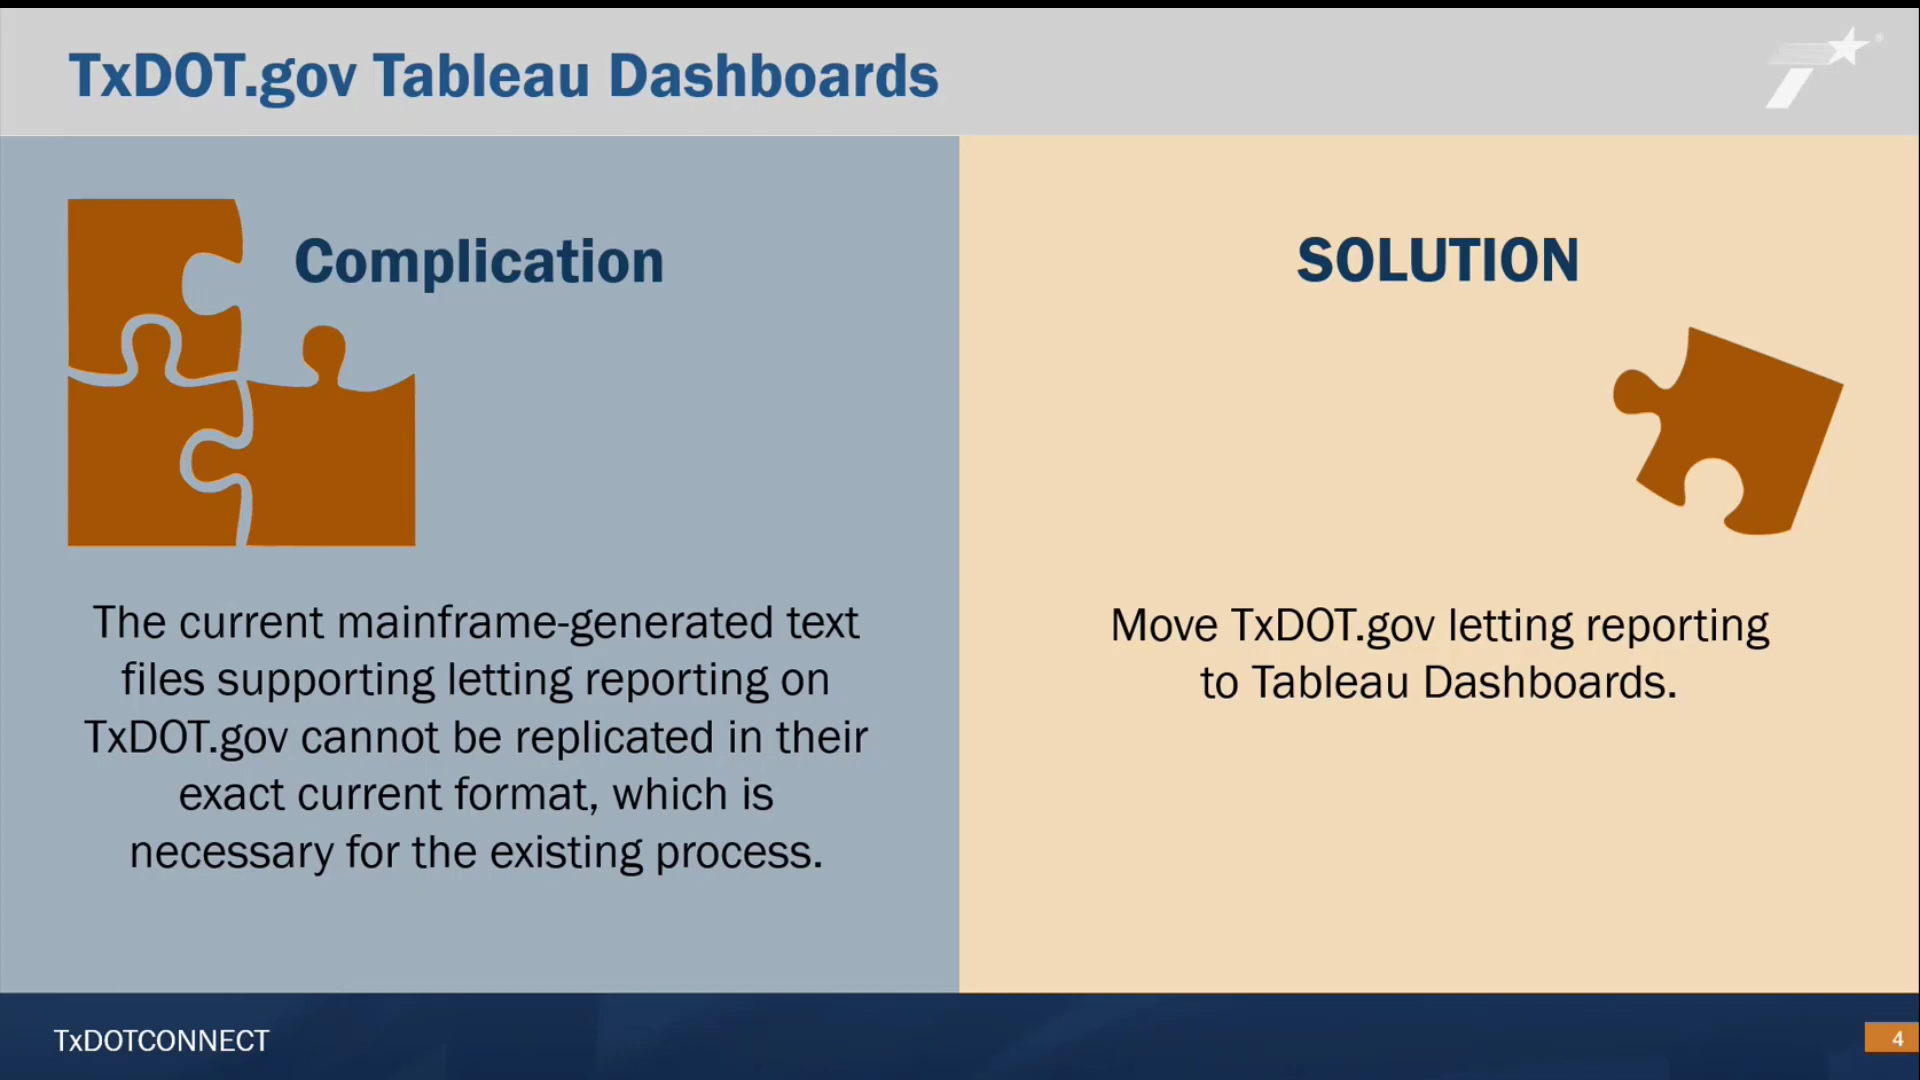 TxDOT.gov Tableau Dashboards
Complication
The current mainframe-generated text
files supporting letting reporting on
TxDOT.gov cannot be replicated in their
exact current format, which is
necessary for the existing process.
SOLUTION
Move TxDOT.gov letting reporting
to Tableau Dashboards.
TxDOTCONNECT
4